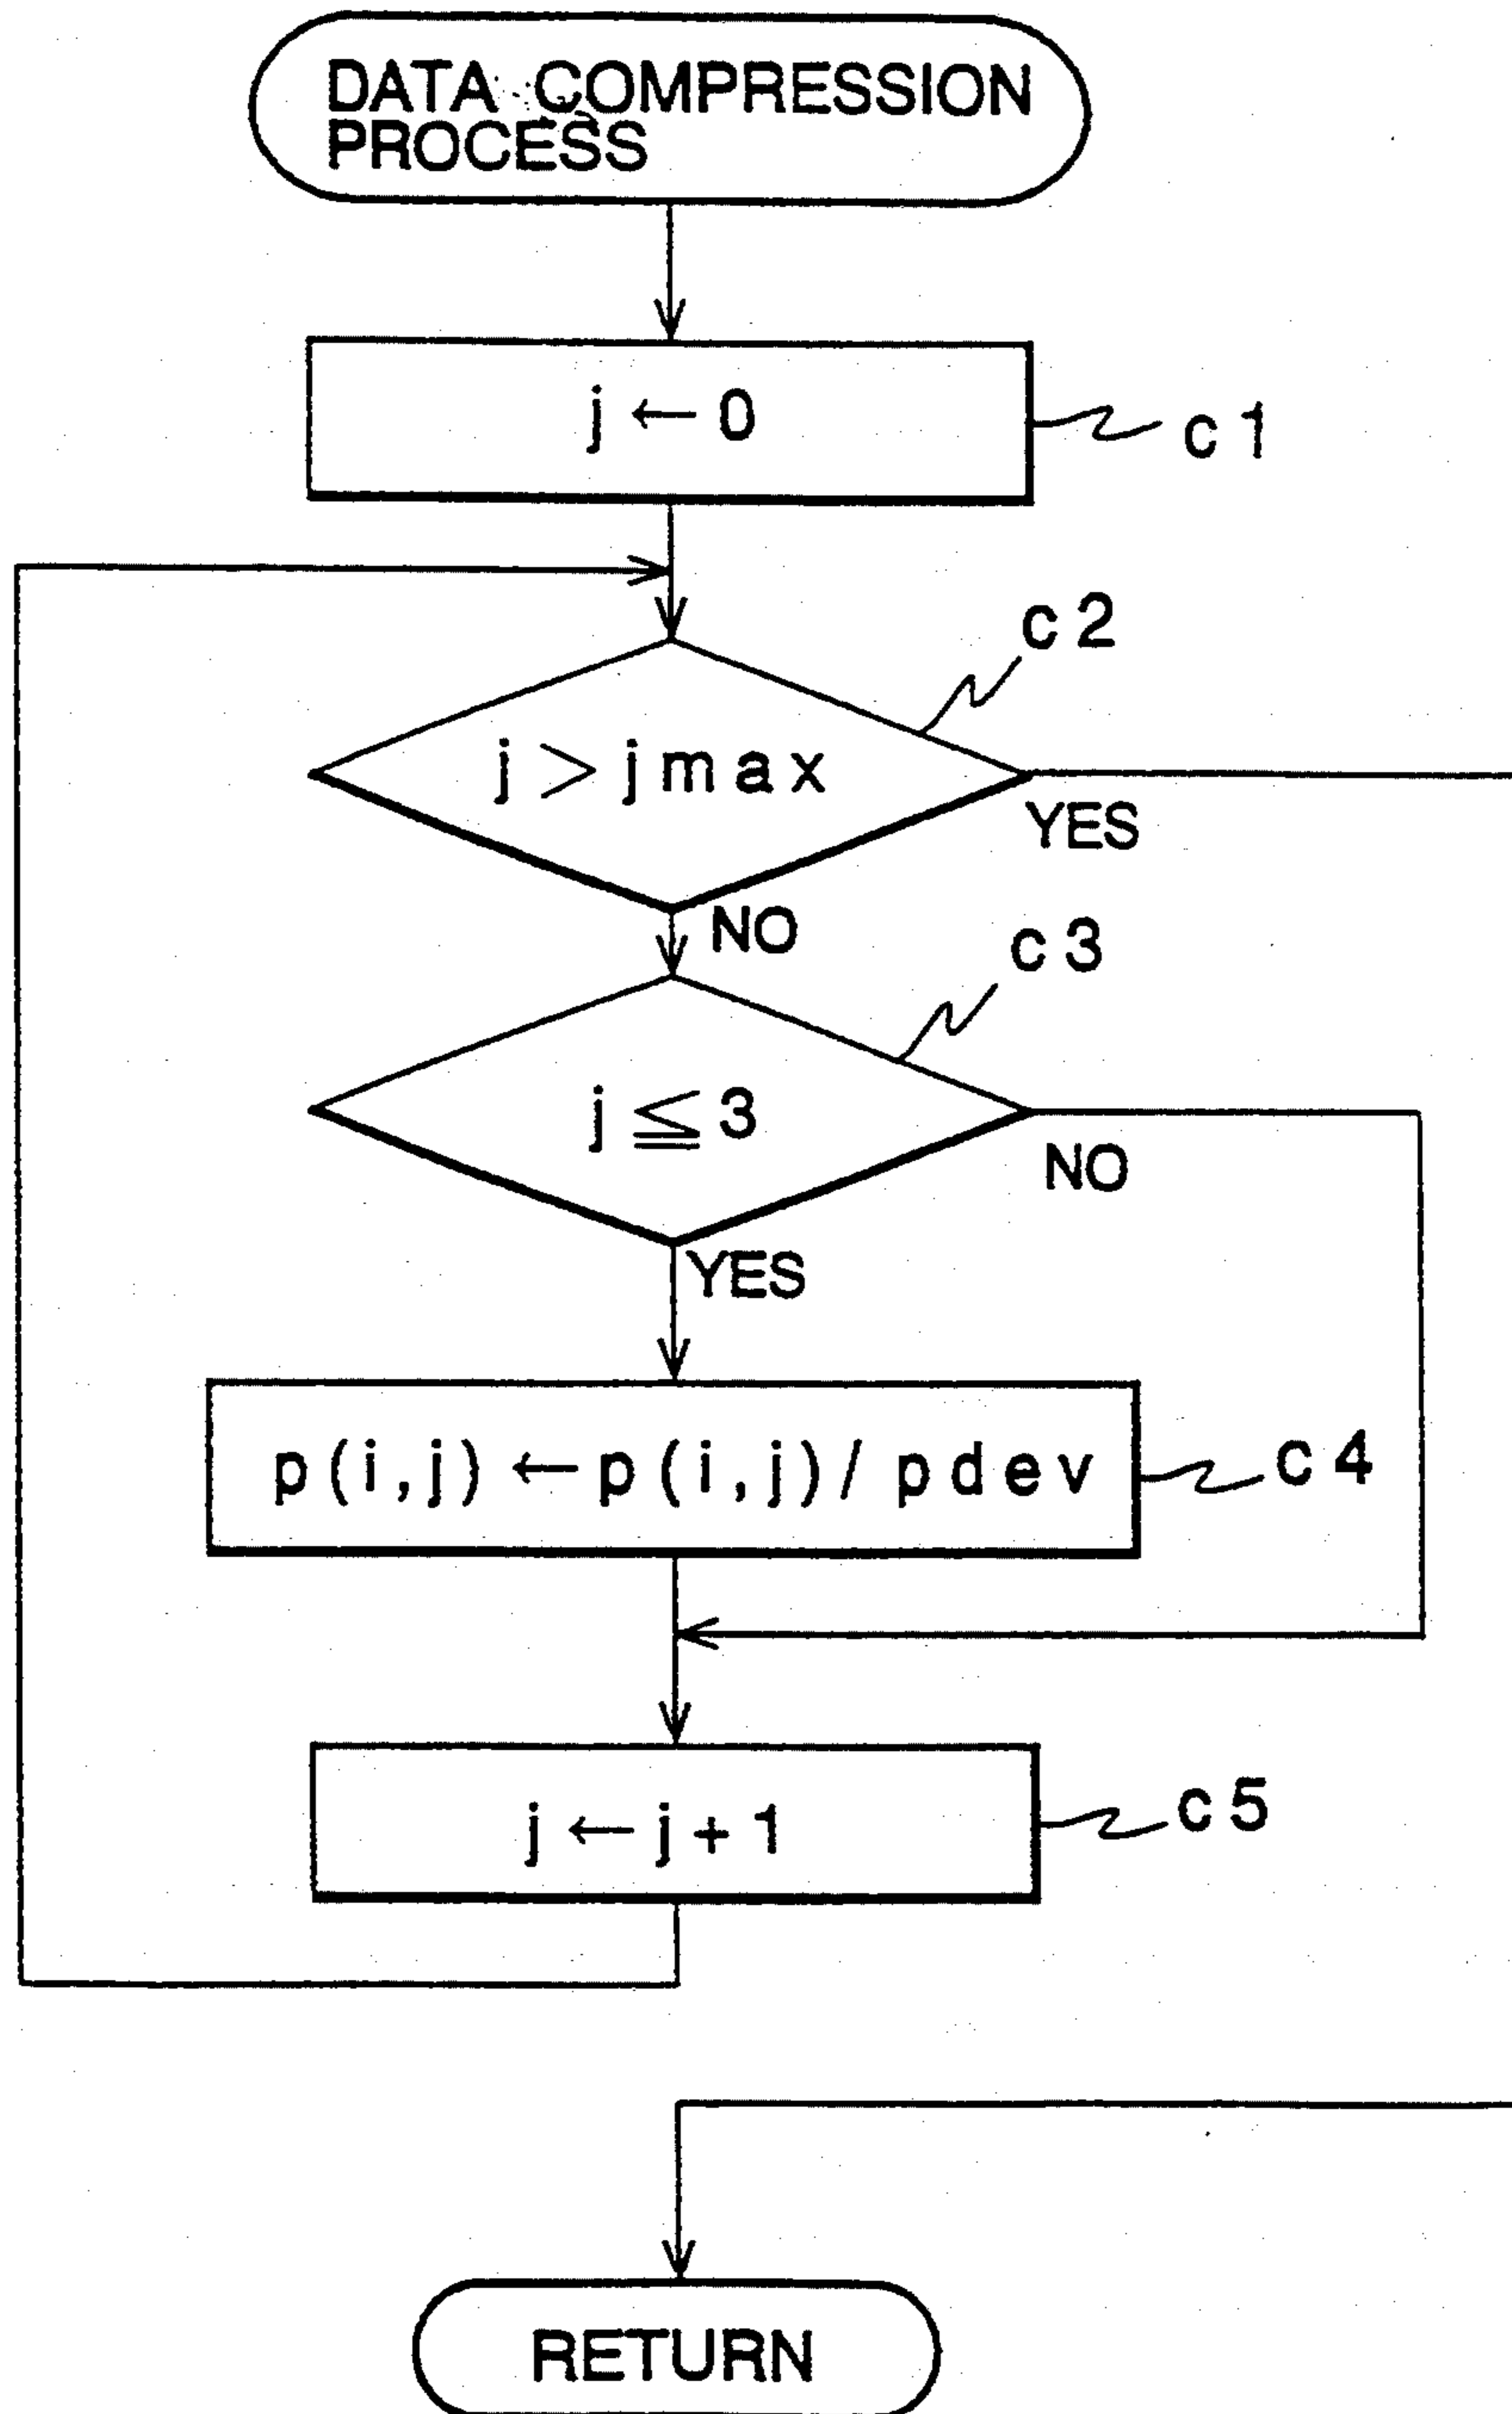 DATA COMPRESSION
PROCESS
j ← 0
c1
c2
j > jmax
YES
NO
c3
j ≦ 3
NO
YES
p(i,j) ← p(i,j) / pdev
c4
j ← j + 1
c5
RETURN